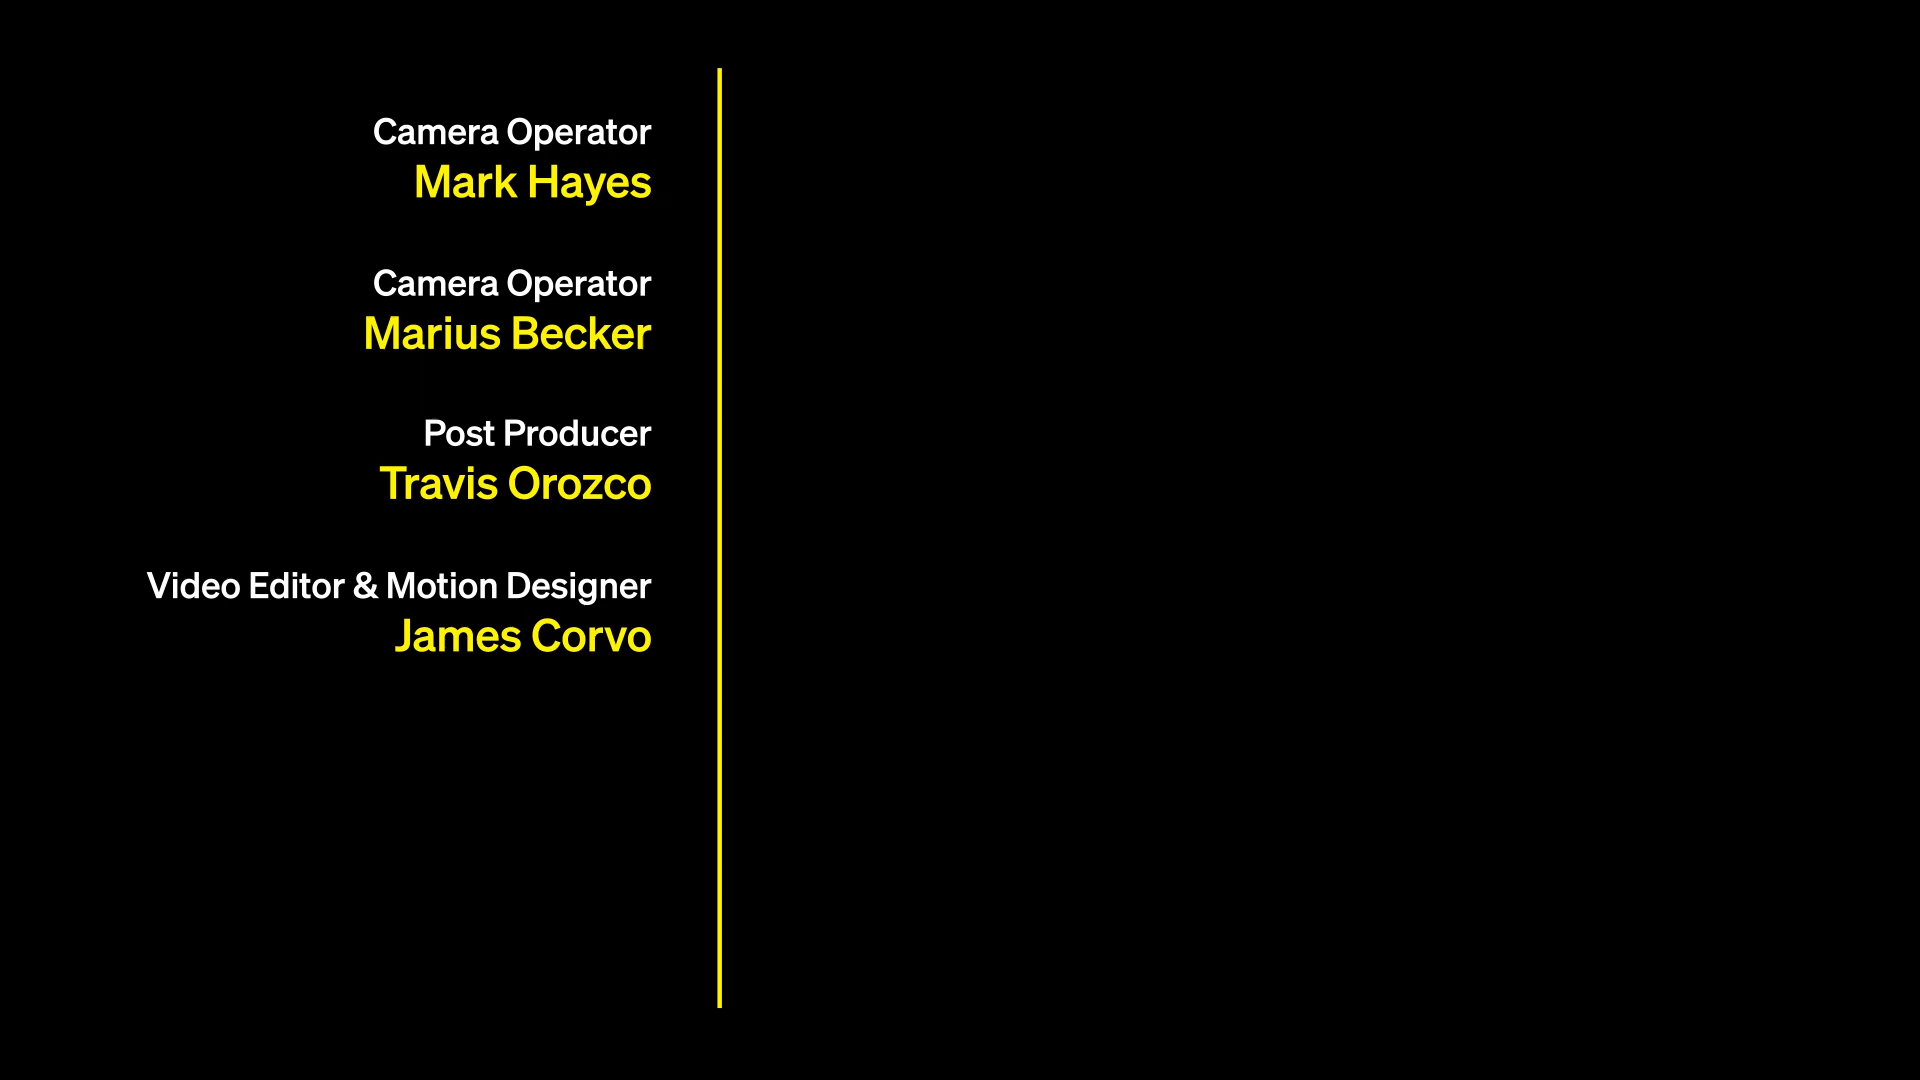 Camera Operator
Mark Hayes
Camera Operator
Marius Becker
Post Producer
Travis Orozco
Video Editor & Motion Designer
James Corvo